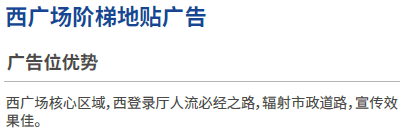 西广场阶梯地贴广告
广告位优势
西广场核心区域，西登录厅人流必经之路，辐射市政道路，宣传效
果佳。